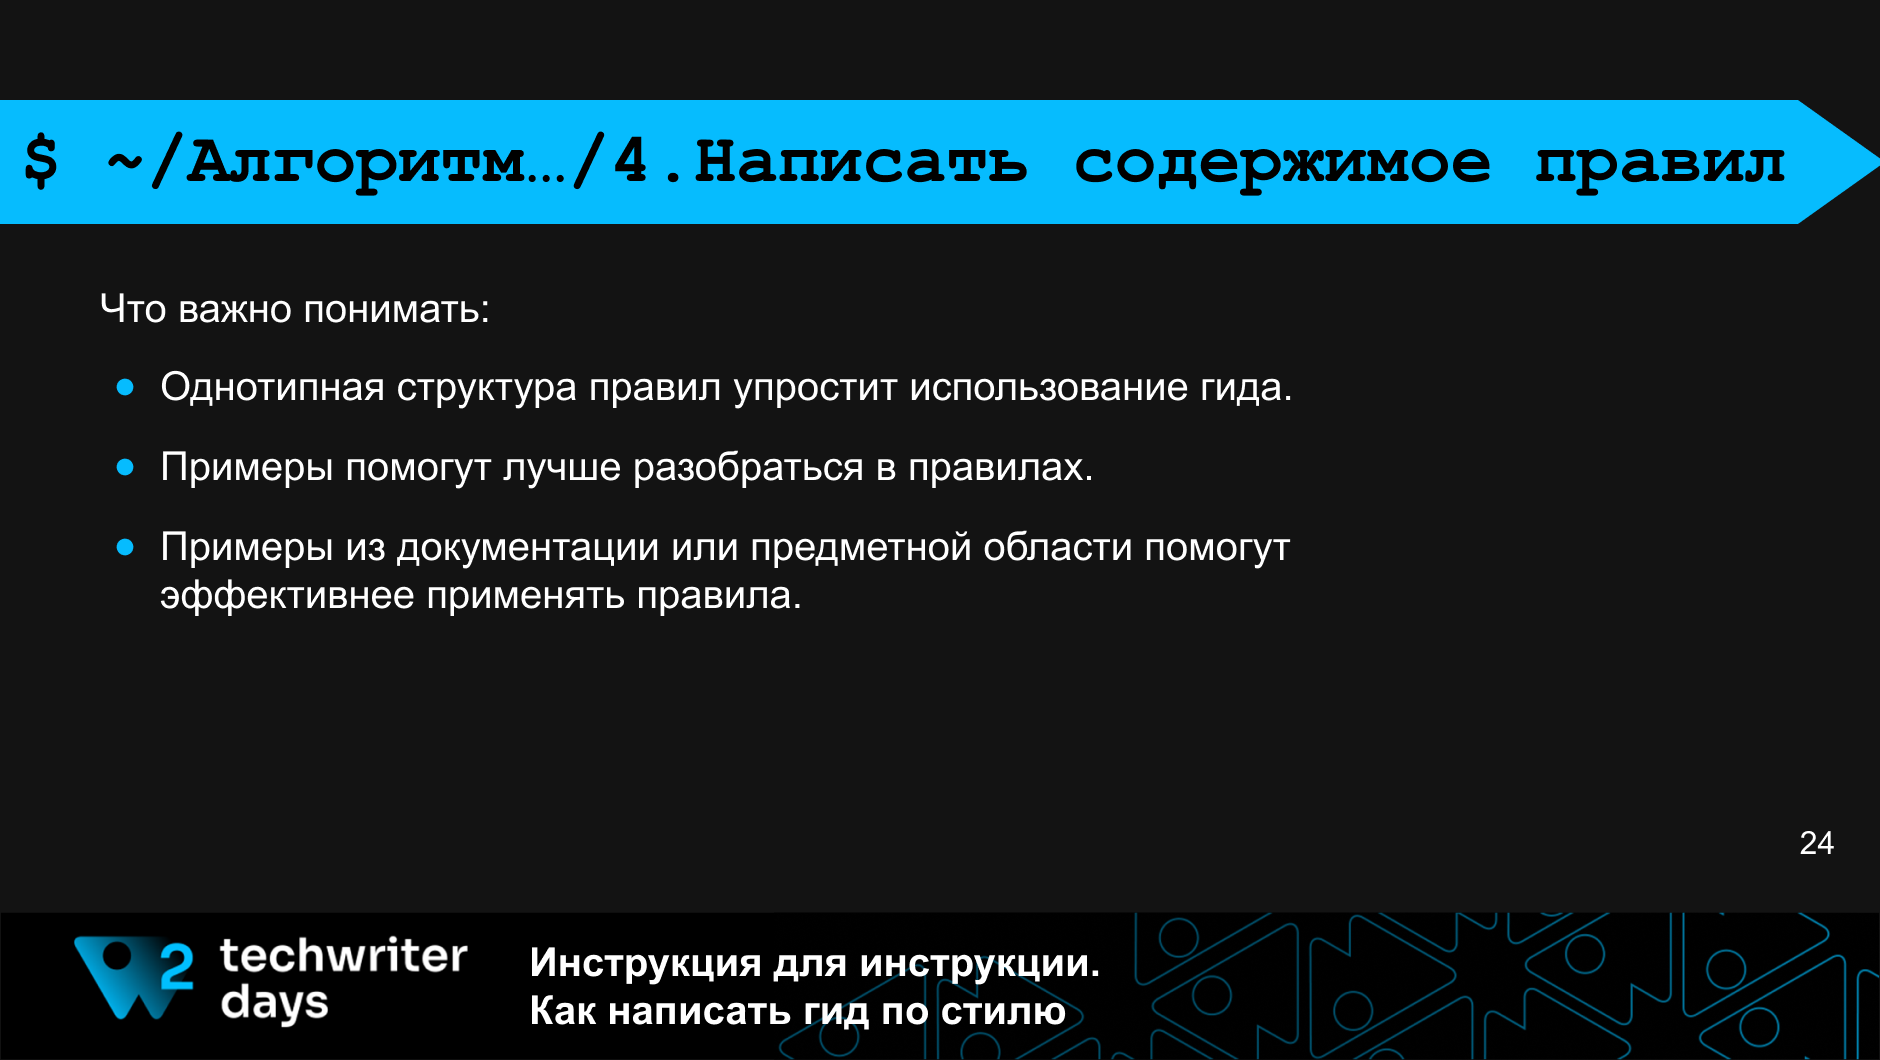 $ ~/Алгоритм…/4.Написать содержимое правил
Что важно понимать:
● Однотипная структура правил упростит использование гида.
● Примеры помогут лучше разобраться в правилах.
● Примеры из документации или предметной области помогут
эффективнее применять правила.
24
2 techwriter
days
Инструкция для инструкции.
Как написать гид по стилю